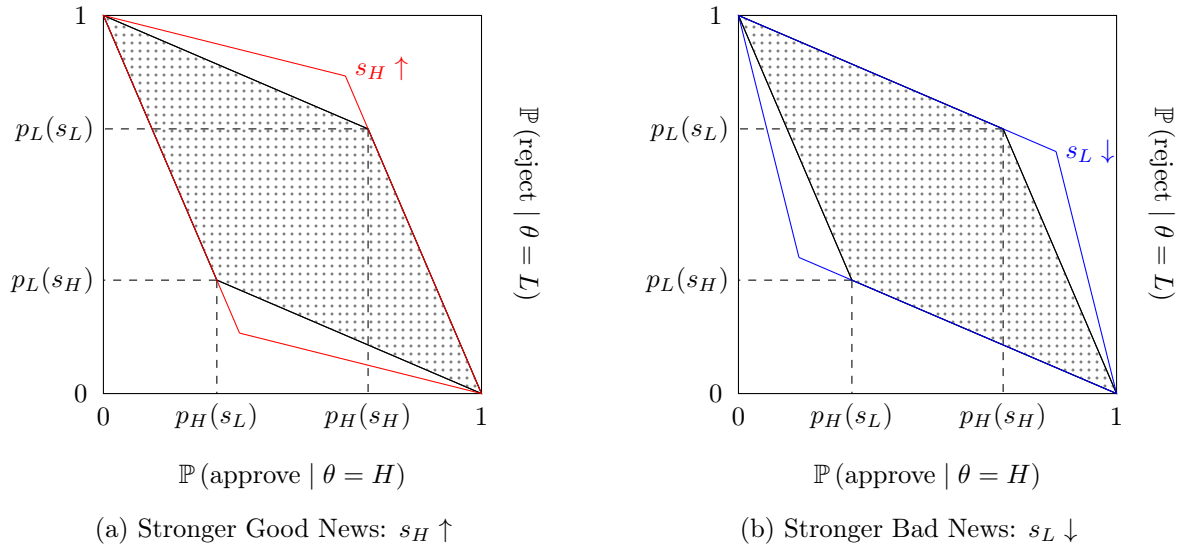 1
s_H ↑
p_L(s_L)
p_L(s_H)
0
0
p_H(s_L)
p_H(s_H)
1
ℙ (approve | θ = H)
ℙ (reject | θ = L)
(a) Stronger Good News: s_H ↑
1
s_L ↓
p_L(s_L)
p_L(s_H)
0
0
p_H(s_L)
p_H(s_H)
1
ℙ (approve | θ = H)
ℙ (reject | θ = L)
(b) Stronger Bad News: s_L ↓